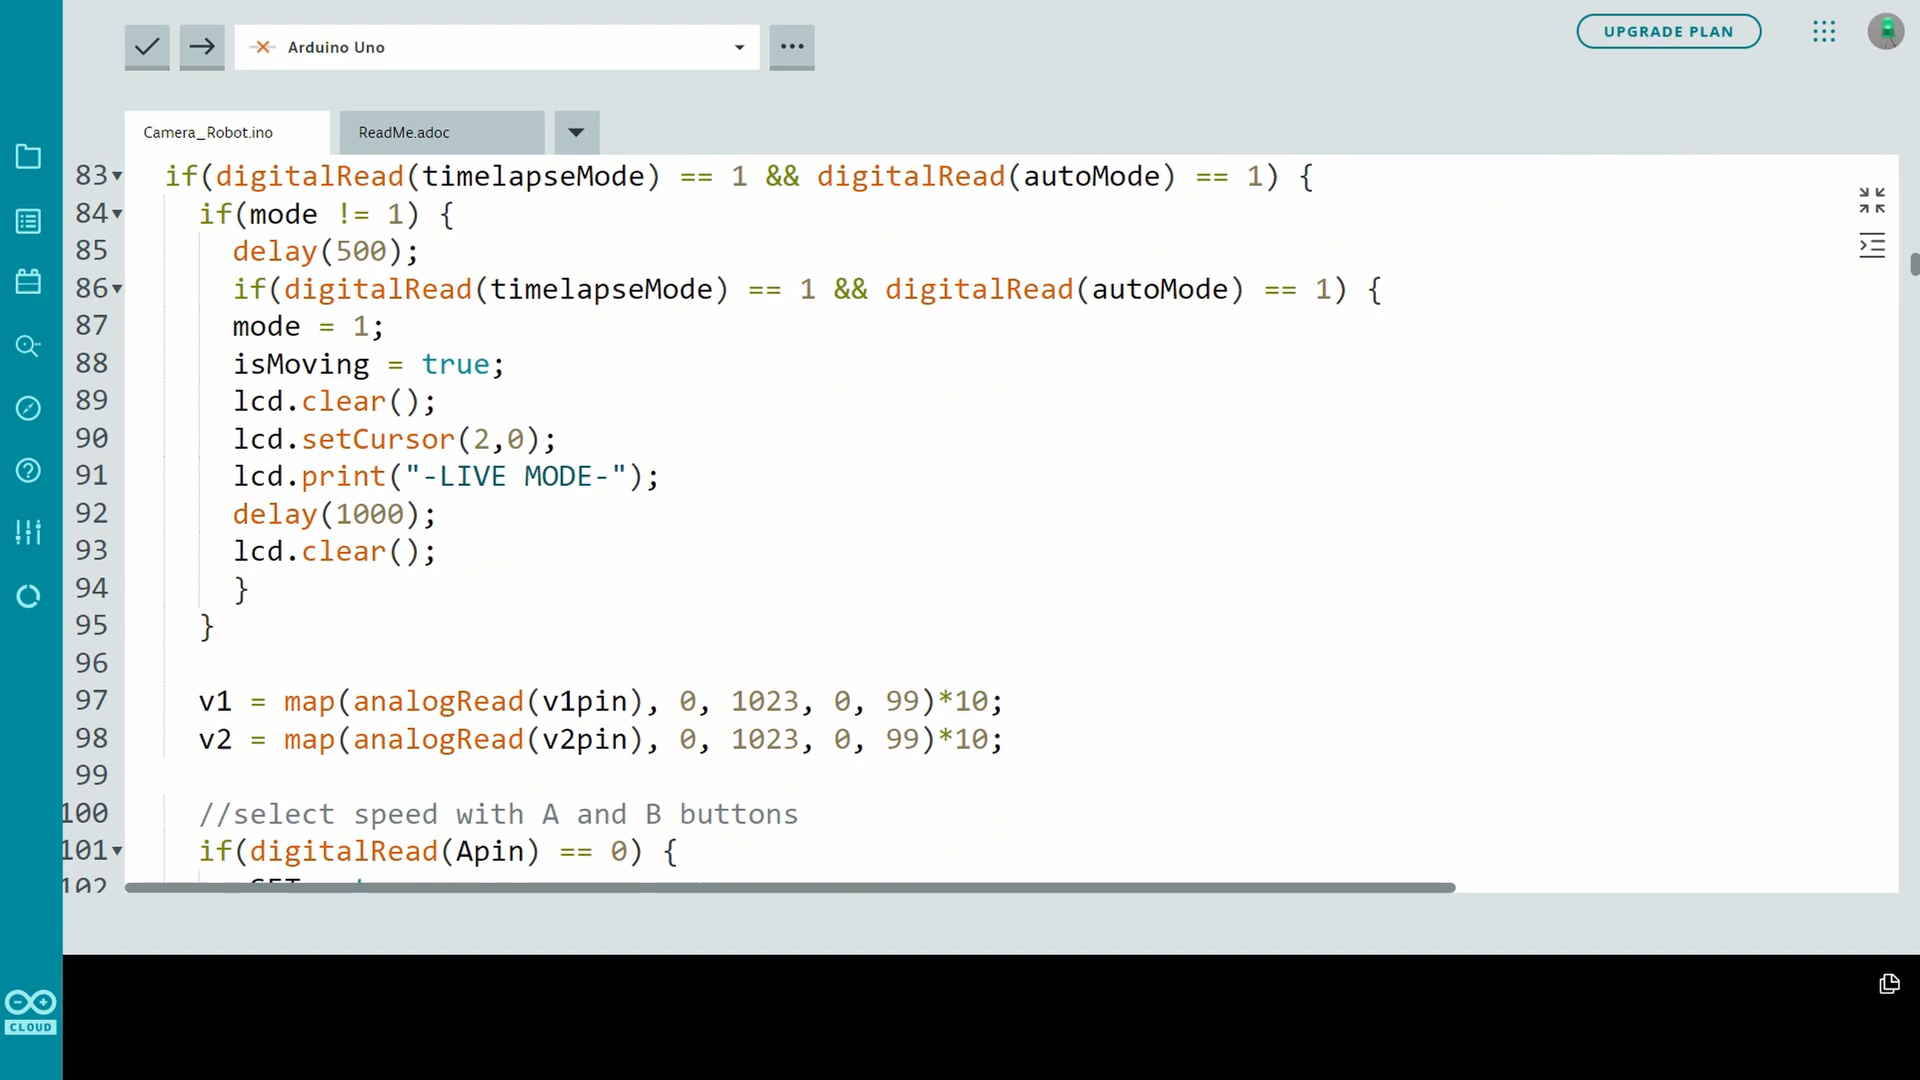 Arduino Uno
UPGRADE PLAN
Camera_Robot.ino
ReadMe.adoc
83 if(digitalRead(timelapseMode) == 1 && digitalRead(autoMode) == 1) {
84 if(mode != 1) {
85 delay(500);
86 if(digitalRead(timelapseMode) == 1 && digitalRead(autoMode) == 1) {
87 mode = 1;
88 isMoving = true;
89 lcd.clear();
90 lcd.setCursor(2,0);
91 lcd.print("-LIVE MODE-");
92 delay(1000);
93 lcd.clear();
94 }
95 }
96
97 v1 = map(analogRead(v1pin), 0, 1023, 0, 99)*10;
98 v2 = map(analogRead(v2pin), 0, 1023, 0, 99)*10;
99
100 //select speed with A and B buttons
101 if(digitalRead(Apin) == 0) {
102
CLOUD